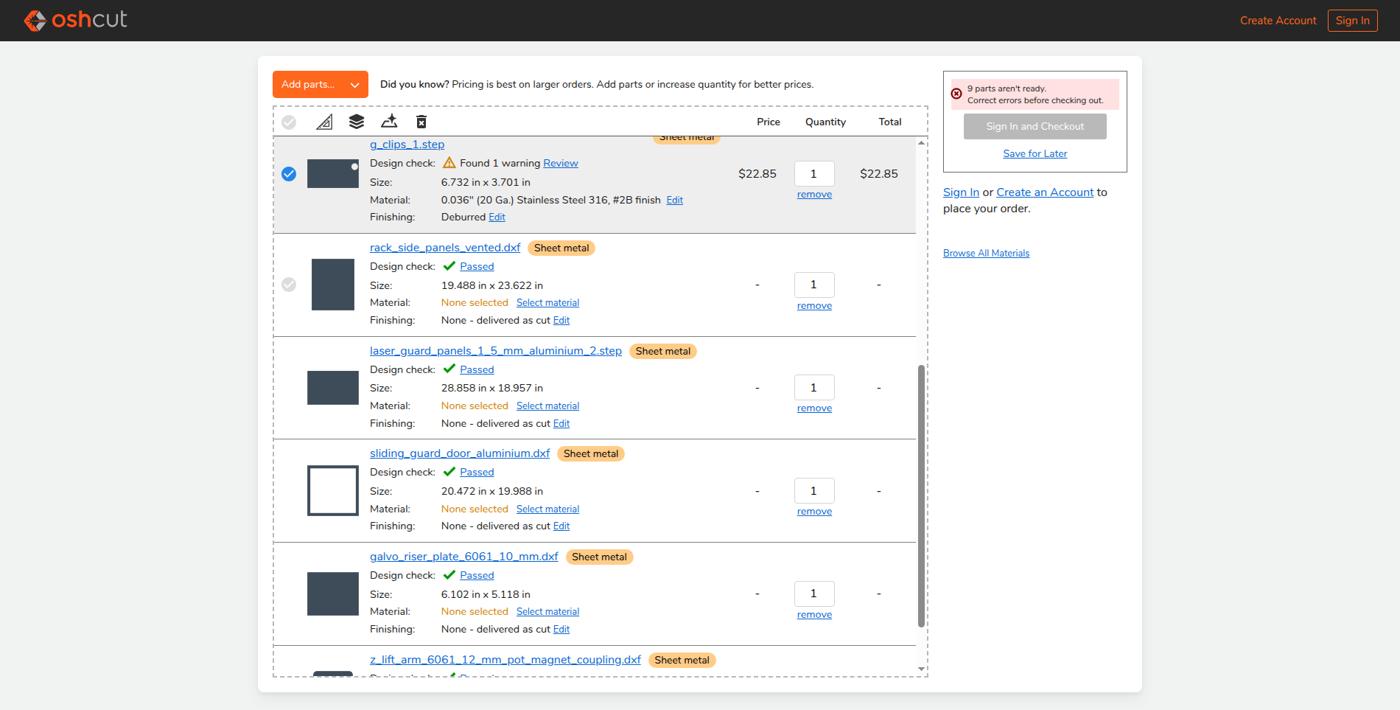 oshcut
Create Account
Sign In
Add parts...
Did you know? Pricing is best on larger orders. Add parts or increase quantity for better prices.
Price
Quantity
Total
g_clips_1.step
Sheet metal
Design check: Found 1 warning Review
Size: 6.732 in x 3.701 in
Material: 0.036" (20 Ga.) Stainless Steel 316, #2B finish Edit
Finishing: Deburred Edit
$22.85
1
remove
$22.85
rack_side_panels_vented.dxf Sheet metal
Design check: Passed
Size: 19.488 in x 23.622 in
Material: None selected Select material
Finishing: None - delivered as cut Edit
-
1
remove
-
laser_guard_panels_1_5_mm_aluminium_2.step Sheet metal
Design check: Passed
Size: 28.858 in x 18.957 in
Material: None selected Select material
Finishing: None - delivered as cut Edit
-
1
remove
-
sliding_guard_door_aluminium.dxf Sheet metal
Design check: Passed
Size: 20.472 in x 19.988 in
Material: None selected Select material
Finishing: None - delivered as cut Edit
-
1
remove
-
galvo_riser_plate_6061_10_mm.dxf Sheet metal
Design check: Passed
Size: 6.102 in x 5.118 in
Material: None selected Select material
Finishing: None - delivered as cut Edit
-
1
remove
-
z_lift_arm_6061_12_mm_pot_magnet_coupling.dxf Sheet metal
9 parts aren't ready.
Correct errors before checking out.
Sign In and Checkout
Save for Later
Sign In or Create an Account to
place your order.
Browse All Materials